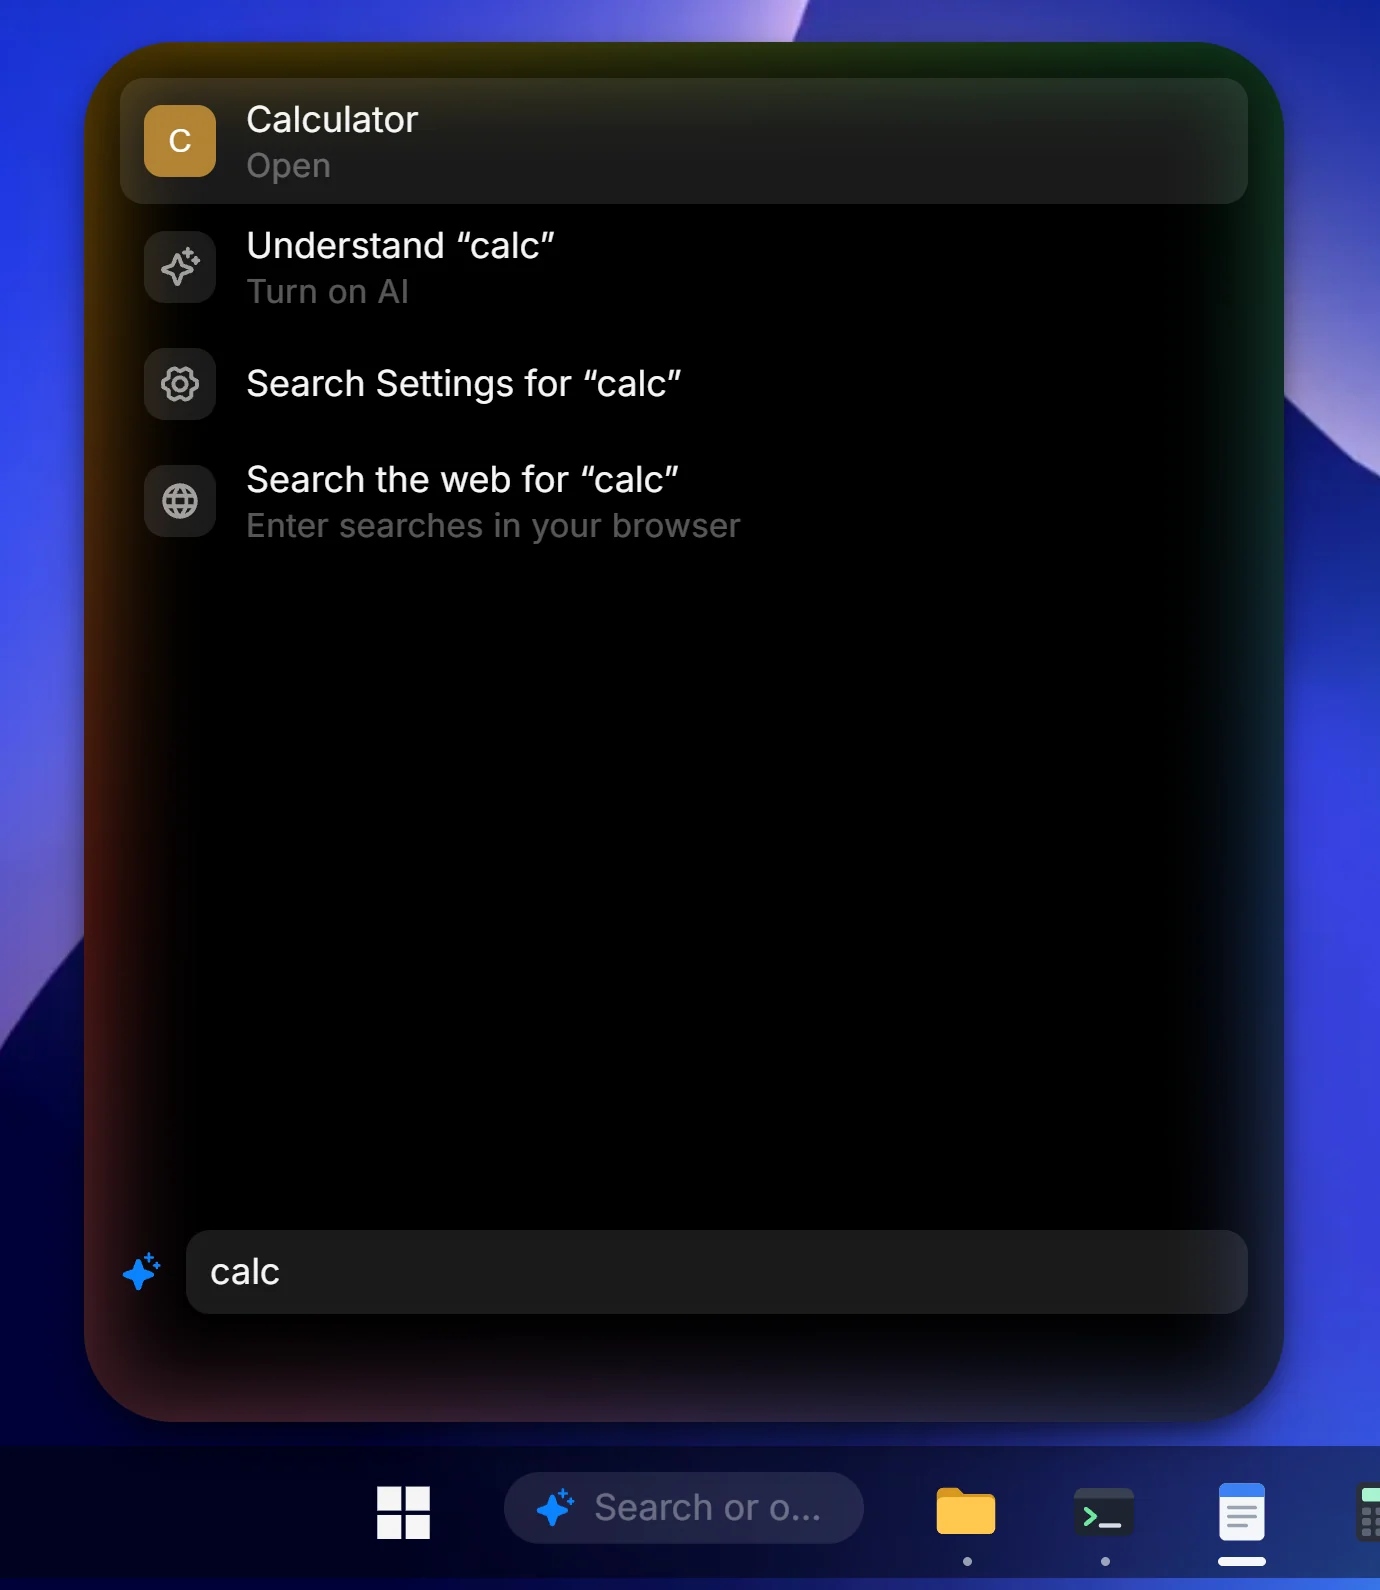 C
Calculator
Open
Understand “calc”
Turn on AI
Search Settings for “calc”
Search the web for “calc”
Enter searches in your browser
calc
Search or o...